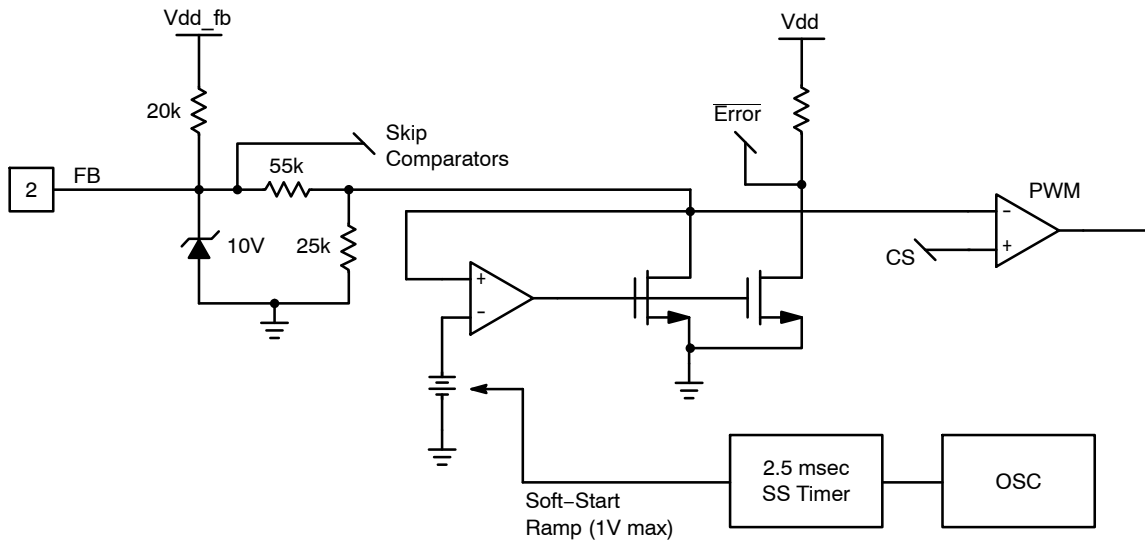 Vdd_fb
Vdd
20k
Error
Skip
Comparators
55k
2
FB
PWM
10V
25k
CS
+
-
-
+
2.5 msec
SS Timer
OSC
Soft-Start
Ramp (1V max)